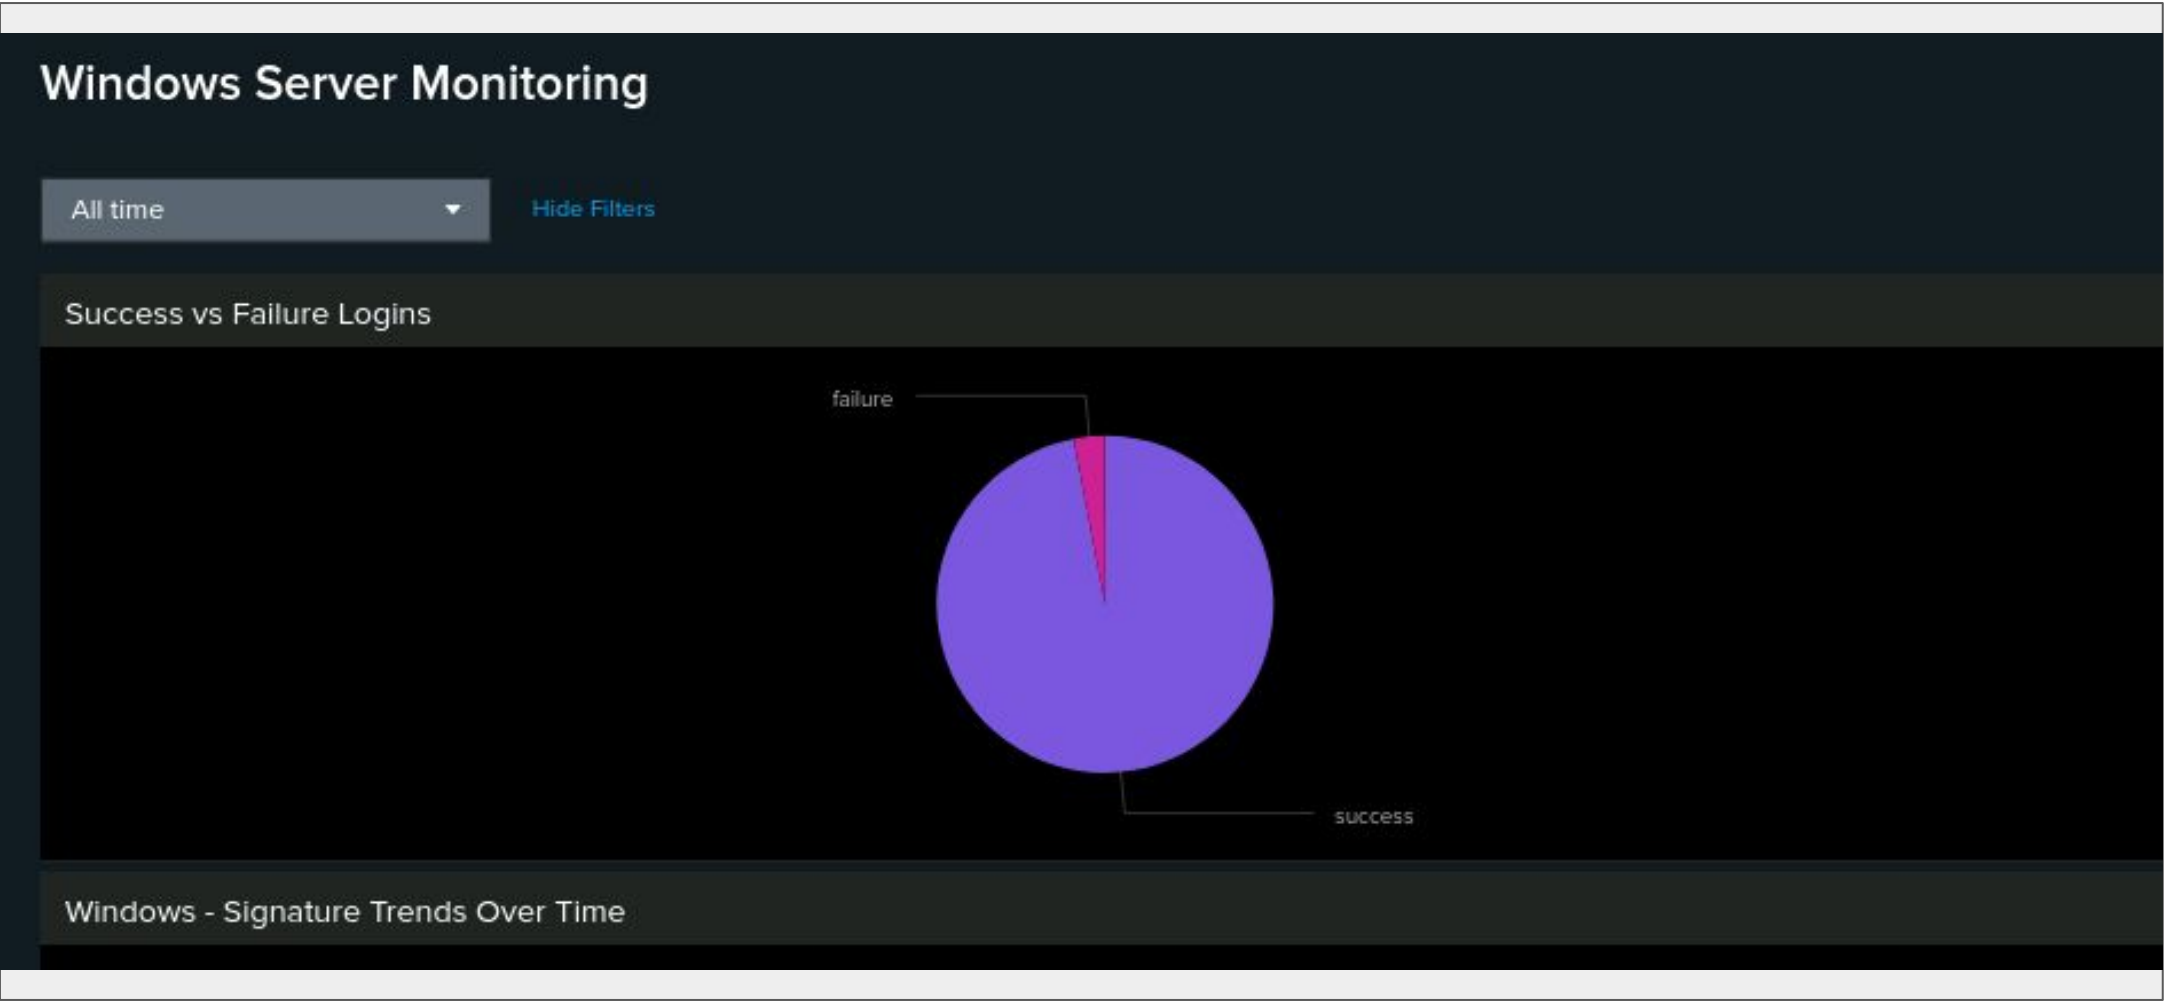 Windows Server Monitoring
All time
Hide Filters
Success vs Failure Logins
failure
success
Windows - Signature Trends Over Time